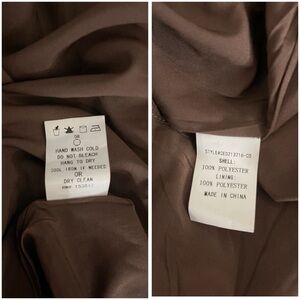 OR
HAND WASH COLD
DO NOT BLEACH
HANG TO DRY
COOL IRON IF NEEDED
OR
DRY CLEAN
SHELL:
100% POLYESTER
LINING:
100% POLYESTER
MADE IN CHINA